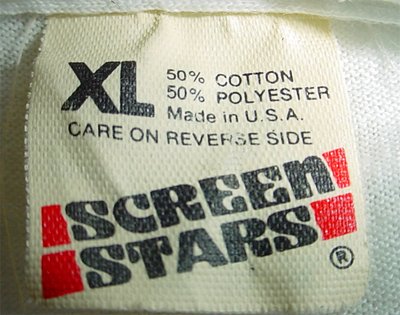 XL
50% COTTON
50% POLYESTER
Made in U.S.A.
CARE ON REVERSE SIDE
SCREEN
STARS ®